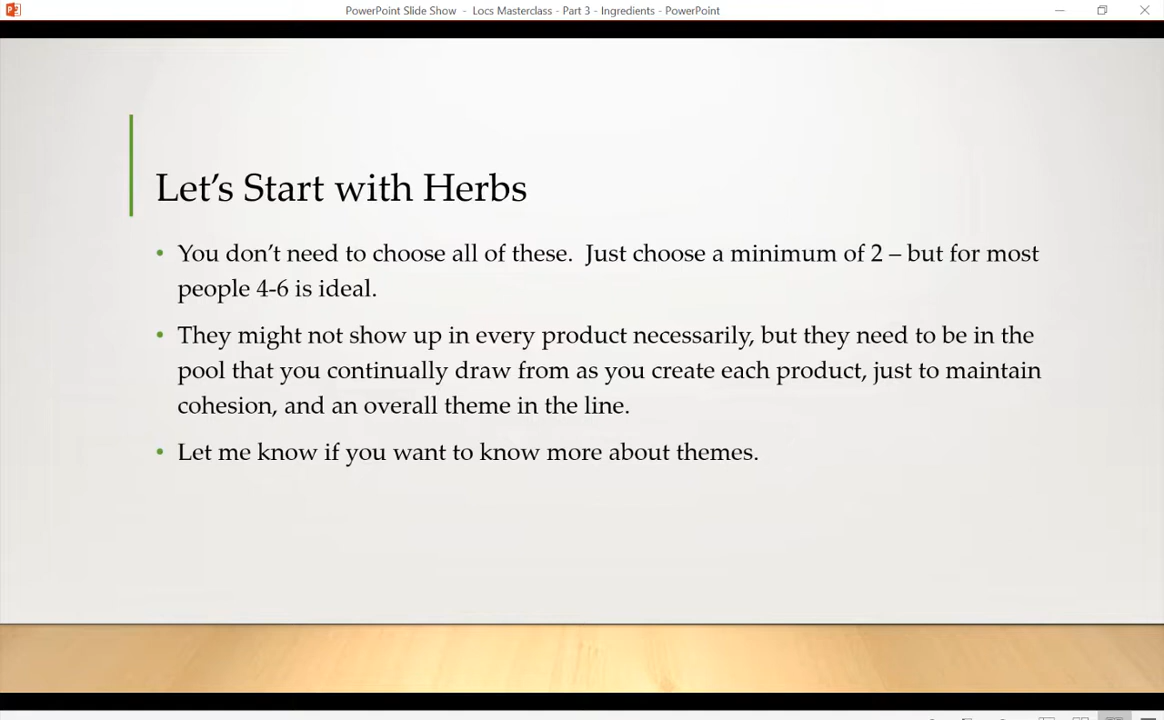 PowerPoint Slide Show - Locs Masterclass - Part 3 - Ingredients - PowerPoint
Let’s Start with Herbs
• You don’t need to choose all of these.  Just choose a minimum of 2 – but for most
people 4-6 is ideal.
• They might not show up in every product necessarily, but they need to be in the
pool that you continually draw from as you create each product, just to maintain
cohesion, and an overall theme in the line.
• Let me know if you want to know more about themes.